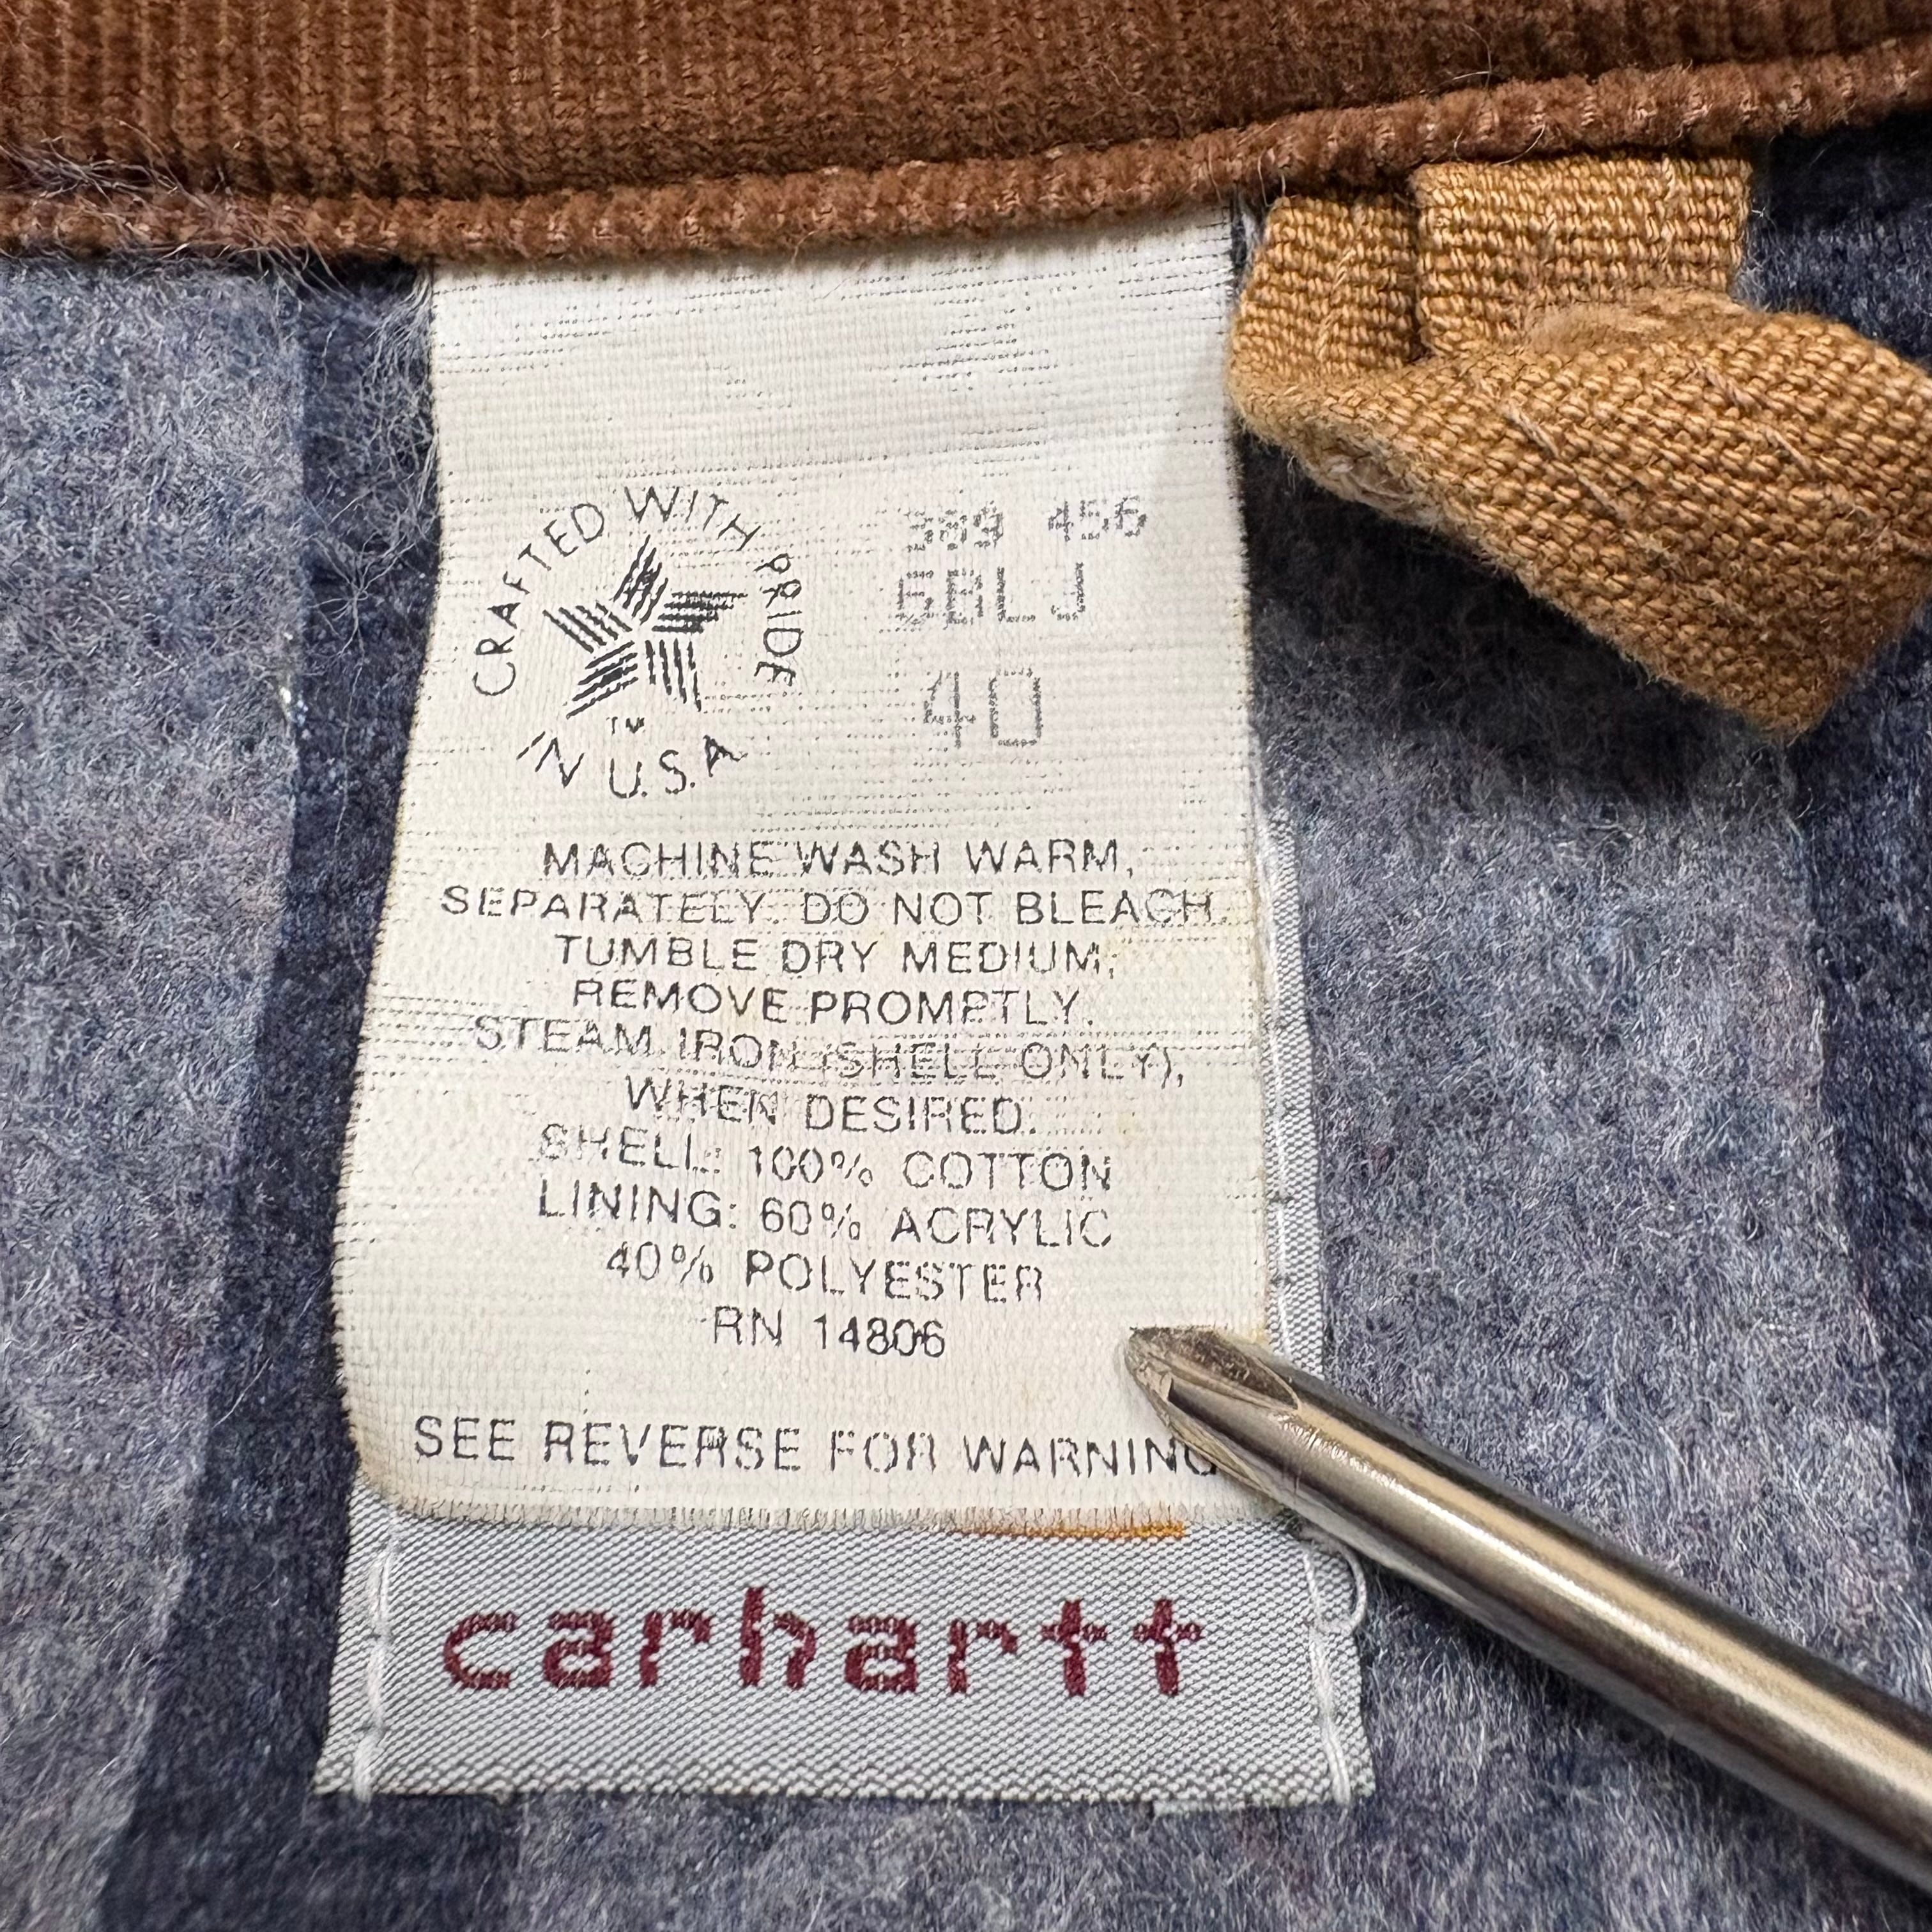 CRAFTED WITH PRIDE
IN U.S.A
TM
389 456
6BLJ
40
MACHINE WASH WARM,
SEPARATELY. DO NOT BLEACH.
TUMBLE DRY MEDIUM;
REMOVE PROMPTLY.
STEAM IRON (SHELL ONLY),
WHEN DESIRED.
SHELL: 100% COTTON
LINING: 60% ACRYLIC
40% POLYESTER
RN 14806
SEE REVERSE FOR WARNING
carhartt